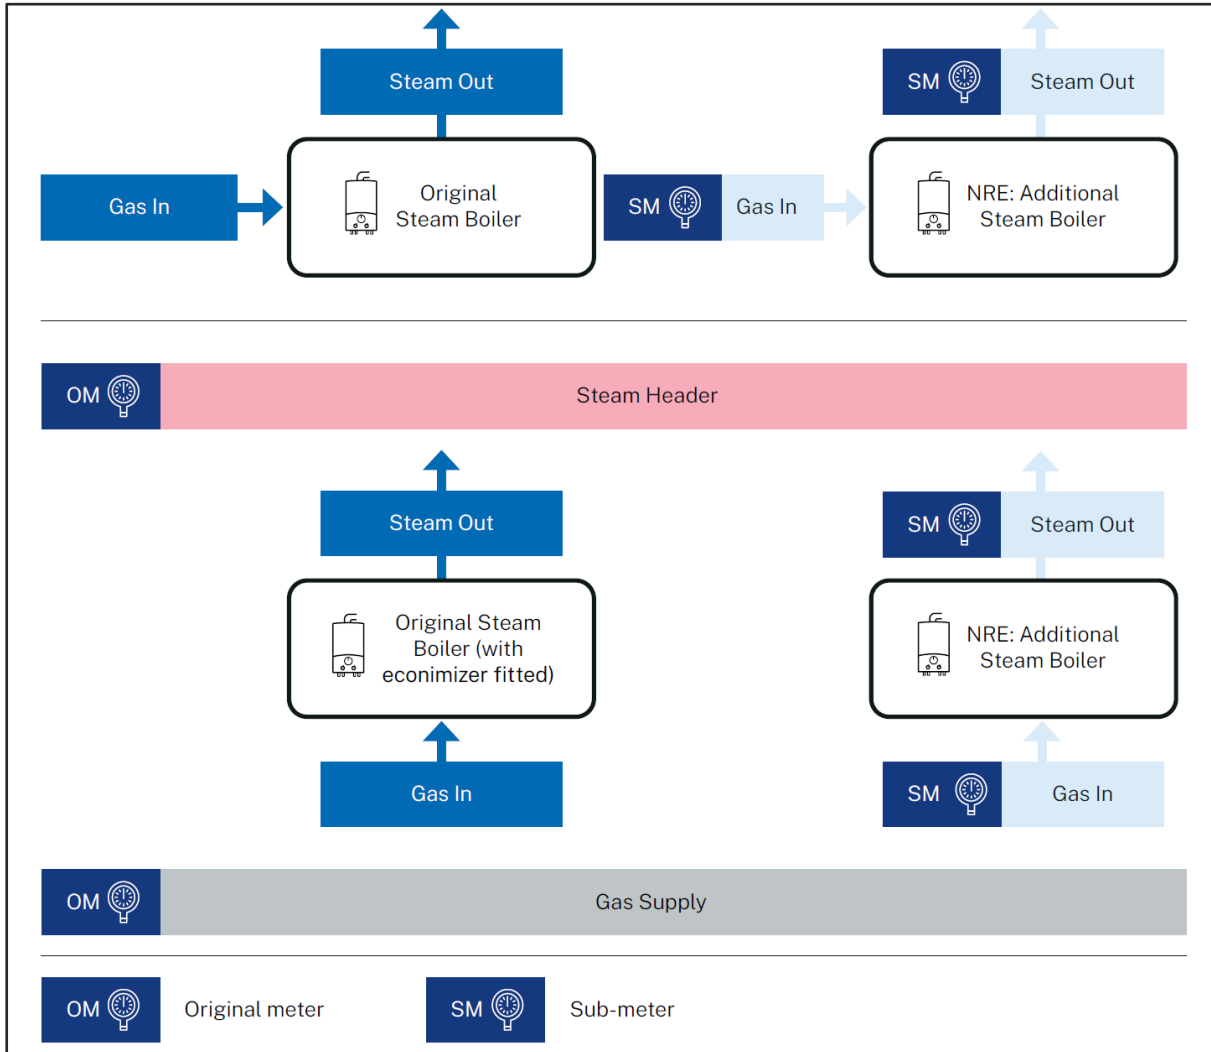 Steam Out
SM
Steam Out
Gas In
Original
Steam Boiler
SM
Gas In
NRE: Additional
Steam Boiler
OM
Steam Header
Steam Out
SM
Steam Out
Original Steam
Boiler (with
econimizer fitted)
NRE: Additional
Steam Boiler
Gas In
SM
Gas In
OM
Gas Supply
OM
Original meter
SM
Sub-meter